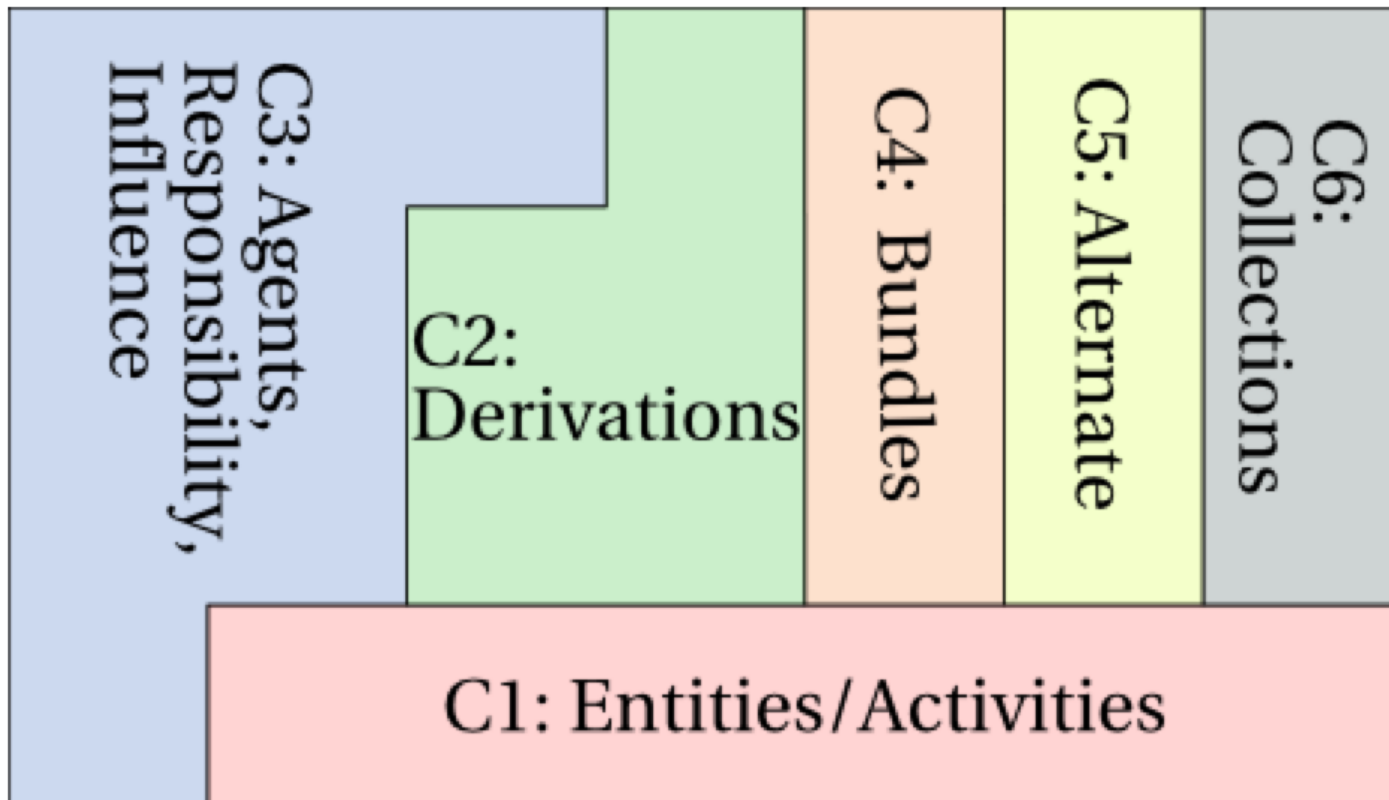 C3: Agents,
Responsibility,
Influence
C2:
Derivations
C4: Bundles
C5: Alternate
C6:
Collections
C1: Entities/Activities